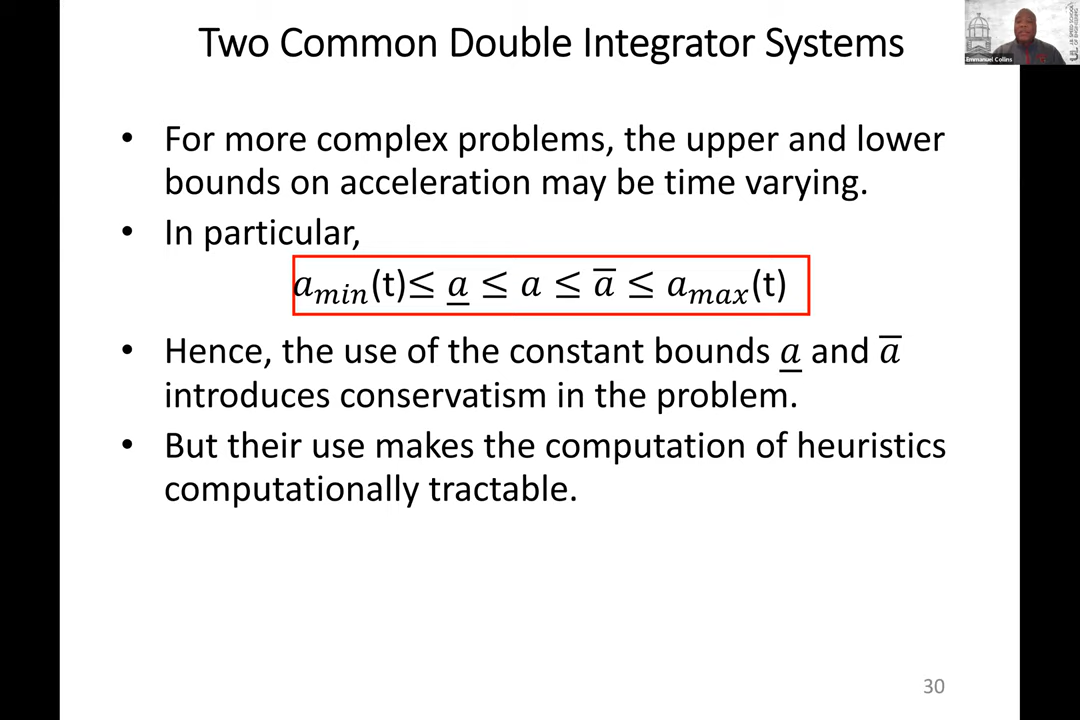 Two Common Double Integrator Systems
Emmanuel Collins
• For more complex problems, the upper and lower
bounds on acceleration may be time varying.
• In particular,
a_min(t)≤ a̲ ≤ a ≤ a̅ ≤ a_max(t)
• Hence, the use of the constant bounds a̲ and a̅
introduces conservatism in the problem.
• But their use makes the computation of heuristics
computationally tractable.
30